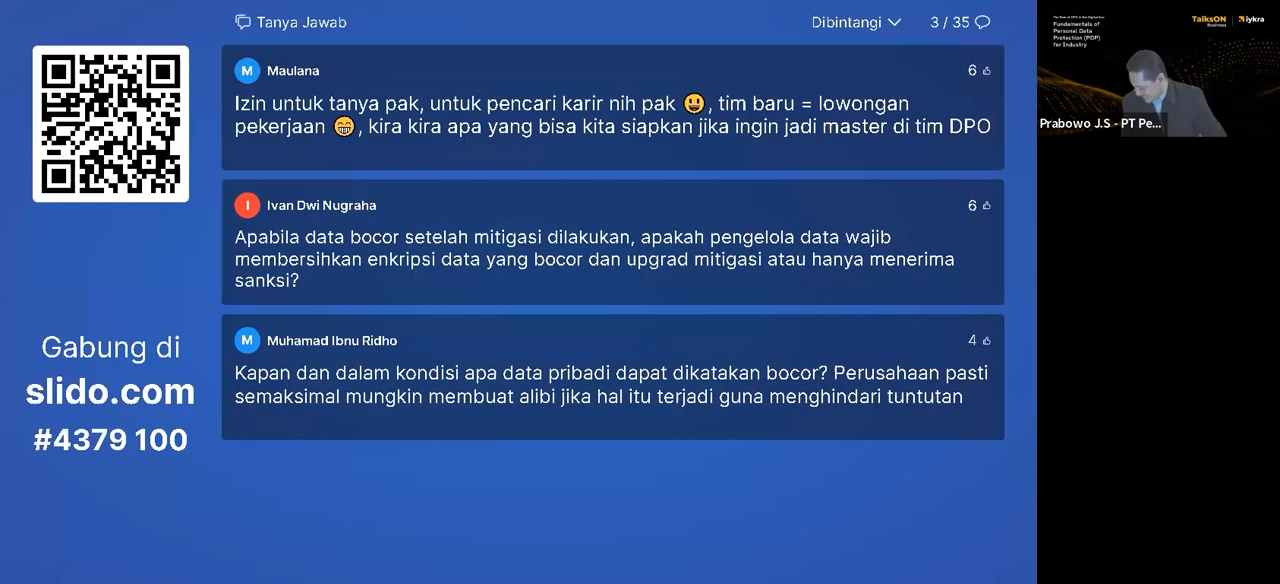 Tanya Jawab
Dibintangi
3 / 35
M
Maulana
6
Izin untuk tanya pak, untuk pencari karir nih pak 😃, tim baru = lowongan
pekerjaan 😁, kira kira apa yang bisa kita siapkan jika ingin jadi master di tim DPO
I
Ivan Dwi Nugraha
6
Apabila data bocor setelah mitigasi dilakukan, apakah pengelola data wajib
membersihkan enkripsi data yang bocor dan upgrad mitigasi atau hanya menerima
sanksi?
M
Muhamad Ibnu Ridho
4
Kapan dan dalam kondisi apa data pribadi dapat dikatakan bocor? Perusahaan pasti
semaksimal mungkin membuat alibi jika hal itu terjadi guna menghindari tuntutan
Gabung di
slido.com
#4379 100
Fundamentals of
Personal Data
Protection (PDP)
for Industry
TalksON
Business
iykra
Prabowo J.S - PT Pe...